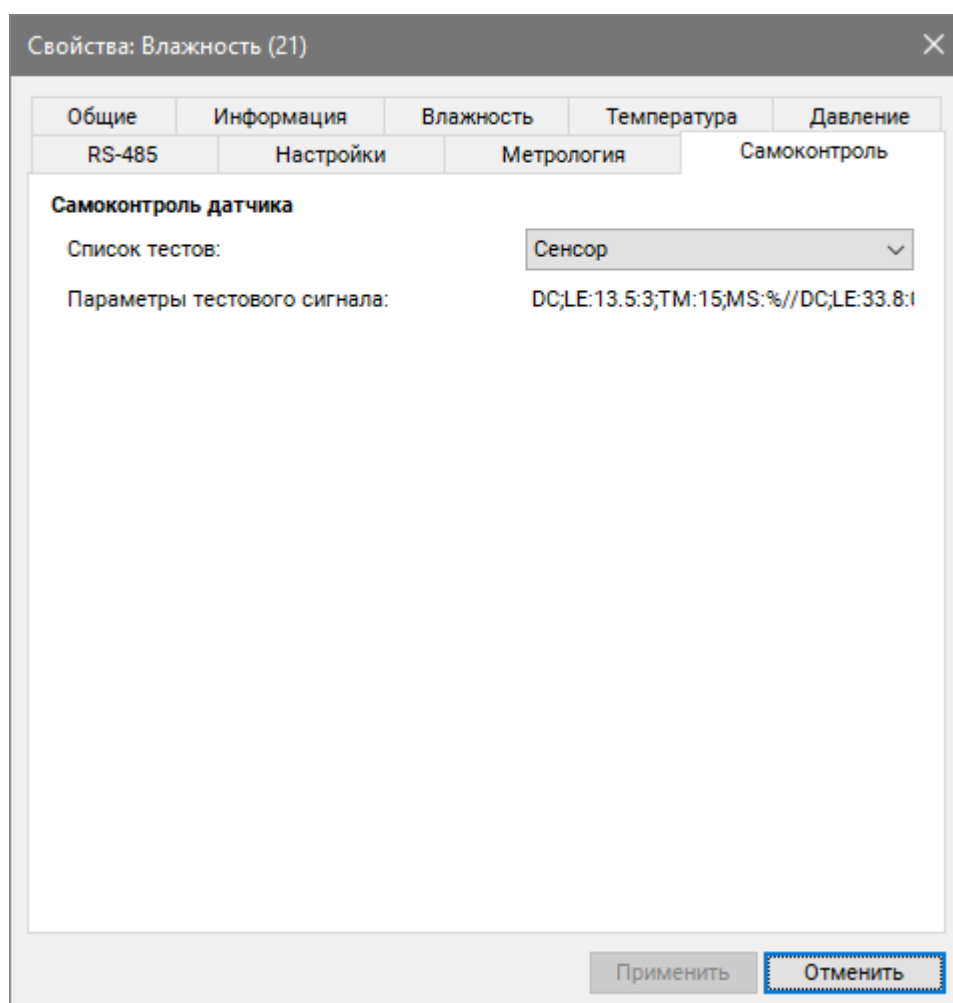 Свойства: Влажность (21)
Общие Информация Влажность Температура Давление
RS-485 Настройки Метрология Самоконтроль
Самоконтроль датчика
Список тестов: Сенсор
Параметры тестового сигнала: DC;LE:13.5:3;TM:15;MS:%//DC;LE:33.8:
Применить Отменить